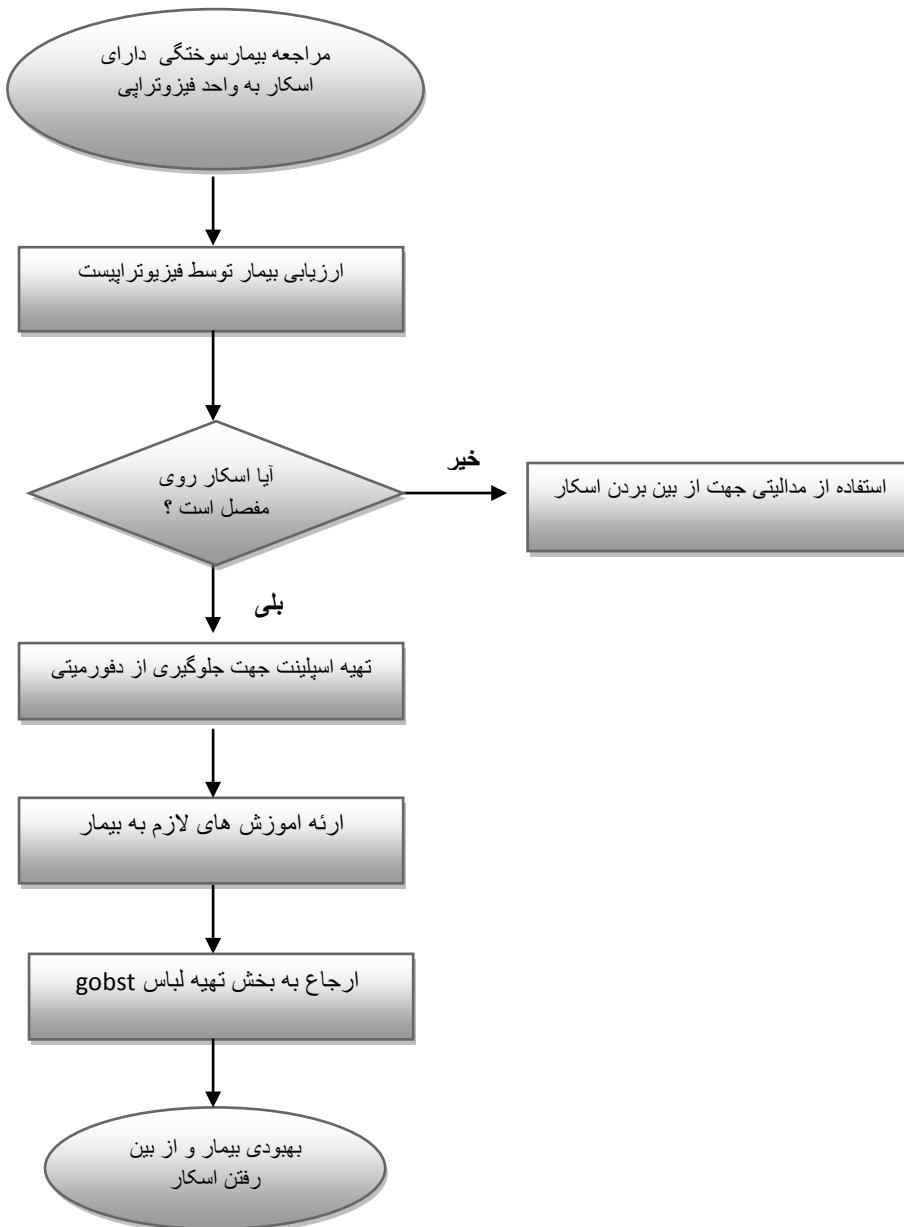 مراجعه بیمارسوختگی دارای
اسکار به واحد فیزوتراپی
ارزیابی بیمار توسط فیزیوتراپیست
آیا اسکار روی
مفصل است ؟
خیر
استفاده از مدالیتی جهت از بین بردن اسکار
بلی
تهیه اسپلینت جهت جلوگیری از دفورمیتی
ارئه اموزش های لازم به بیمار
ارجاع به بخش تهیه لباس gobst
بهبودی بیمار و از بین
رفتن اسکار